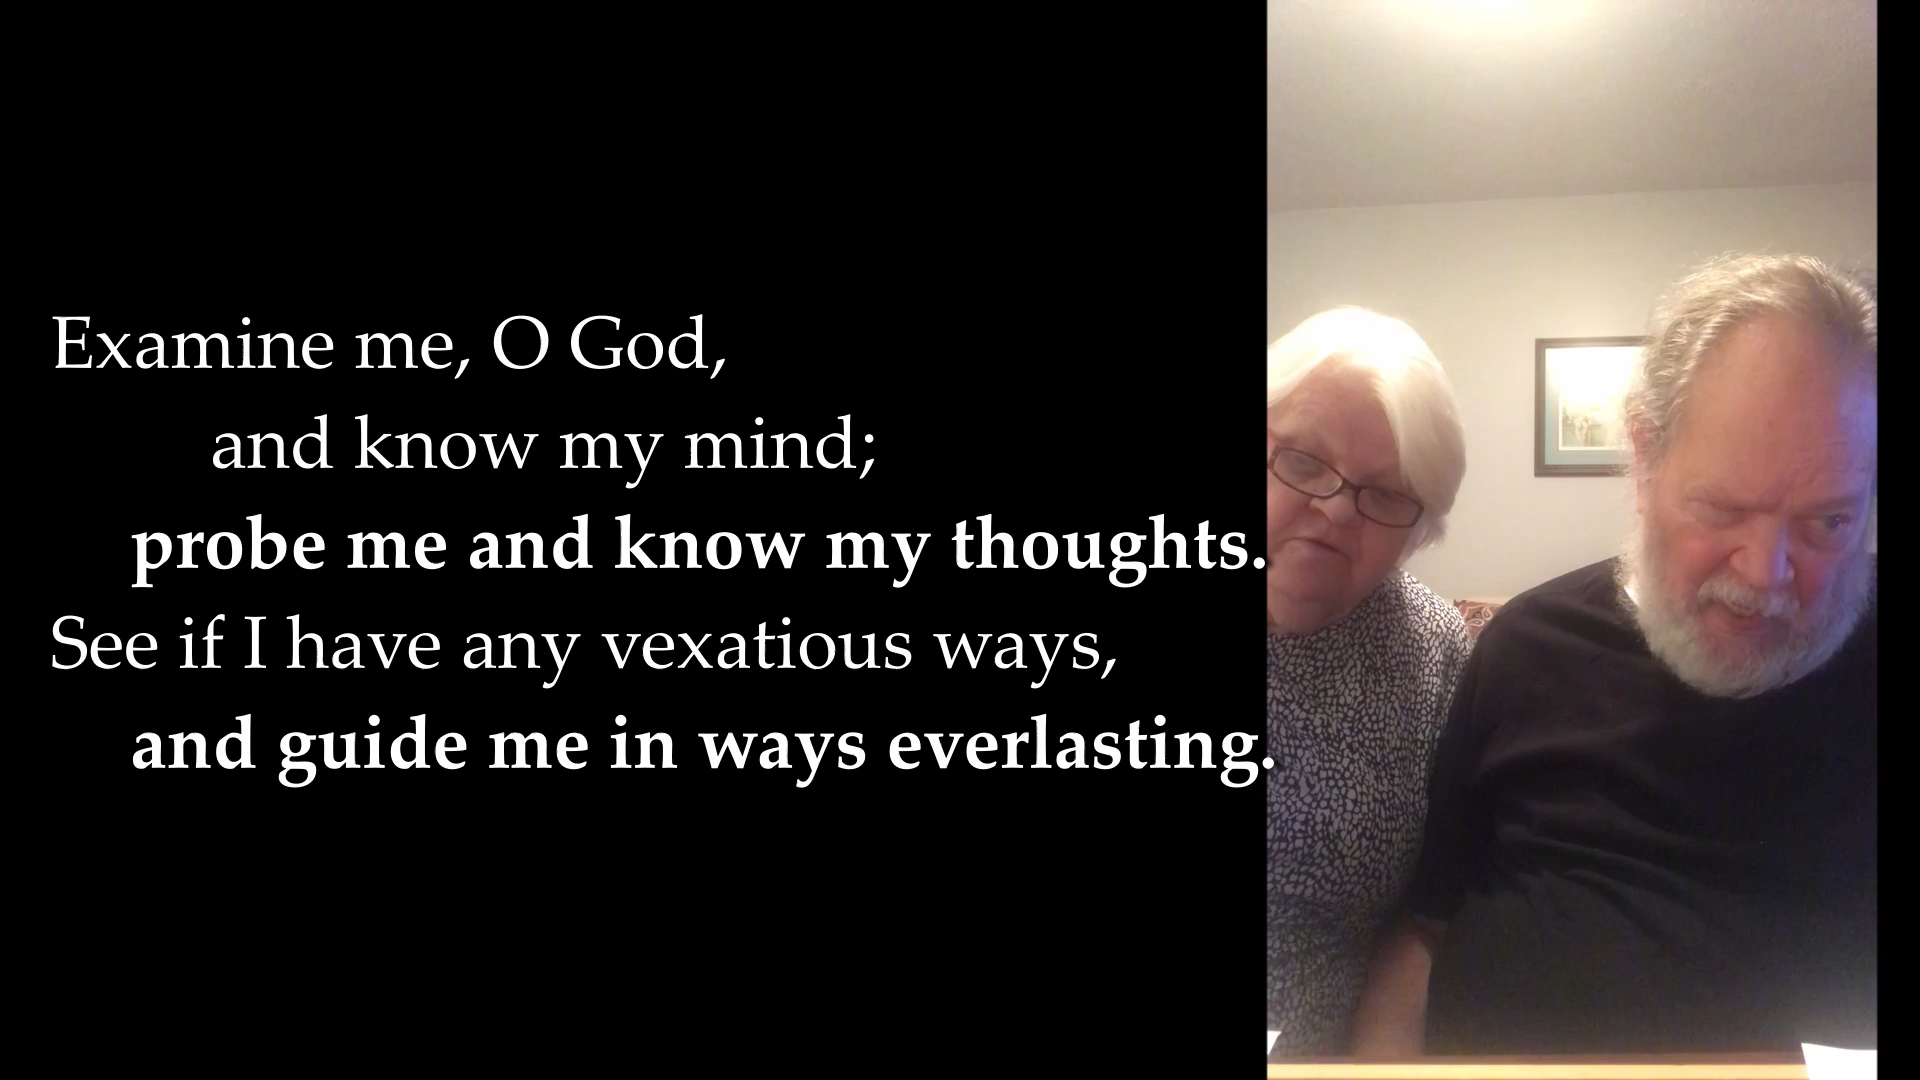 Examine me, O God,
and know my mind;
probe me and know my thoughts.
See if I have any vexatious ways,
and guide me in ways everlasting.